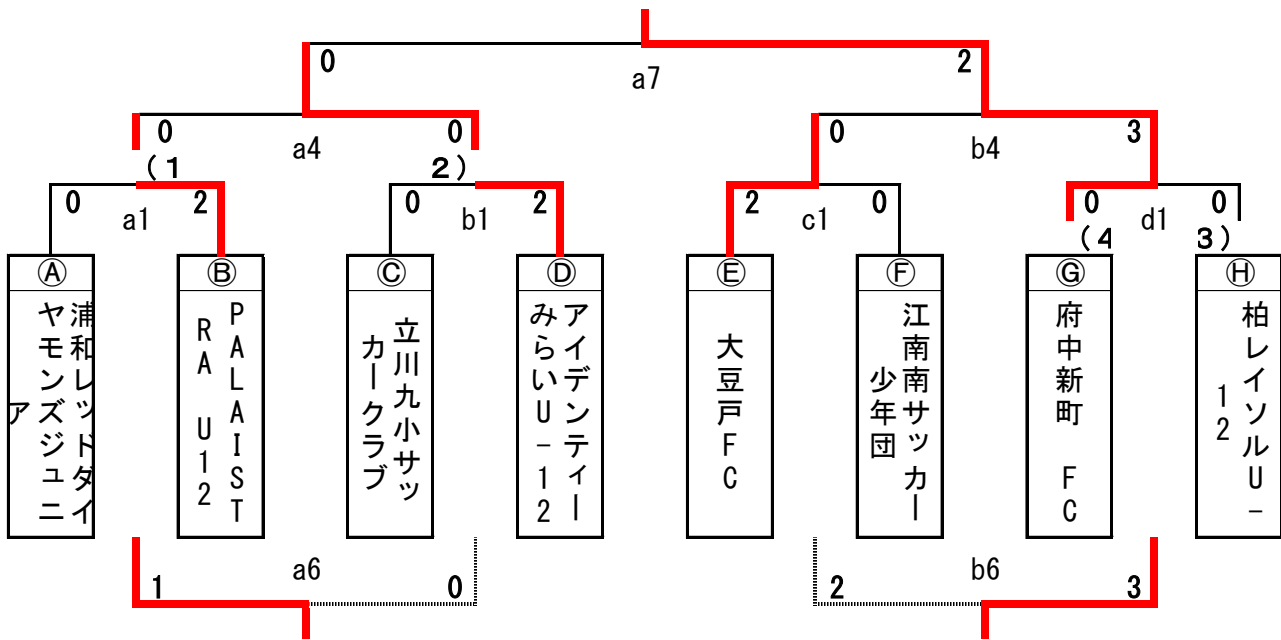 0
2
a7
0
0
0
3
a4
b4
(1
2)
0
2
0
2
2
0
0
0
a1
b1
c1
d1
(4
3)
Ⓐ
Ⓑ
Ⓒ
Ⓓ
Ⓔ
Ⓕ
Ⓖ
Ⓗ
浦和レッドダイ
ヤモンズジュニ
ア
PALAIST
RA U12
立川九小サッ
カークラブ
アイデンティー
みらいU-12
大豆戸FC
江南南サッカー
少年団
府中新町 FC
柏レイソルU-
12
a6
b6
1
0
2
3